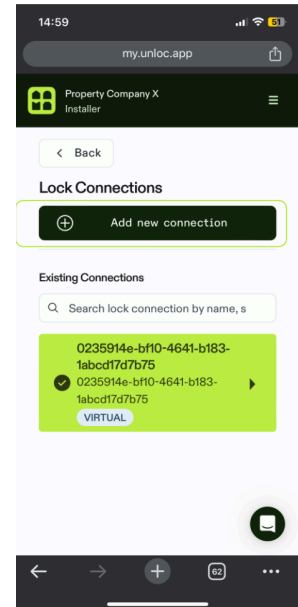 14:59
51
my.unloc.app
Property Company X
Installer
Back
Lock Connections
Add new connection
Existing Connections
Search lock connection by name, s
0235914e-bf10-4641-b183-
1abcd17d7b75
0235914e-bf10-4641-b183-
1abcd17d7b75
VIRTUAL
62